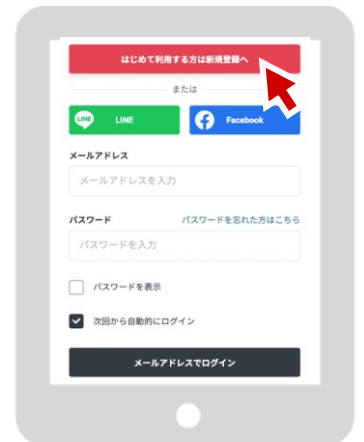 はじめて利用する方は新規登録へ
または
LINE LINE
Facebook
メールアドレス
メールアドレスを入力
パスワード パスワードを忘れた方はこちら
パスワードを入力
パスワードを表示
次回から自動的にログイン
メールアドレスでログイン